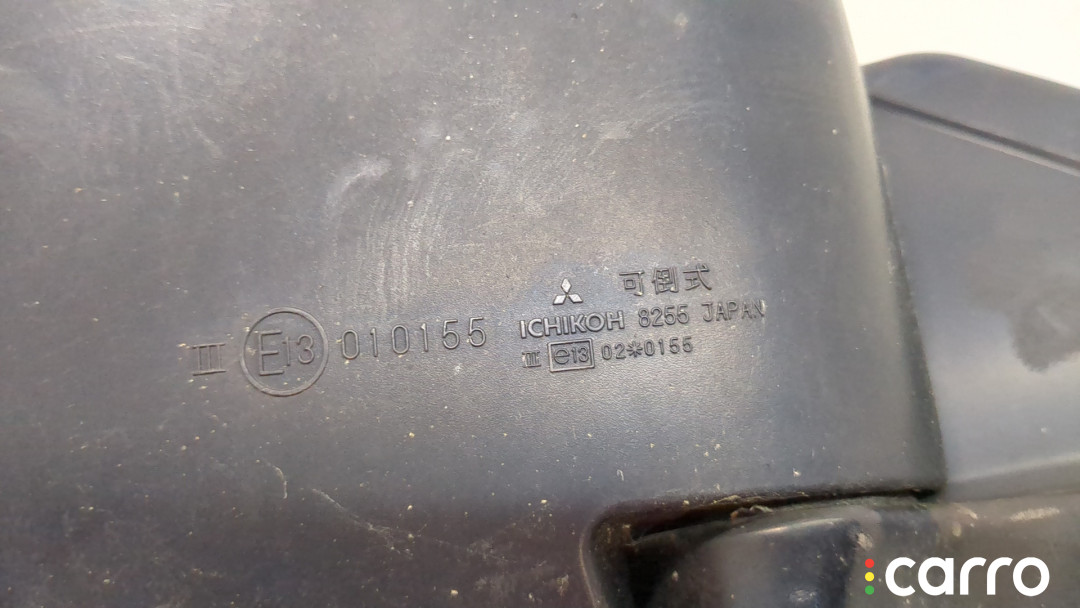 可倒式
III E13 010155
ICHIKOH 8255 JAPAN
III e13 02*0155
carro